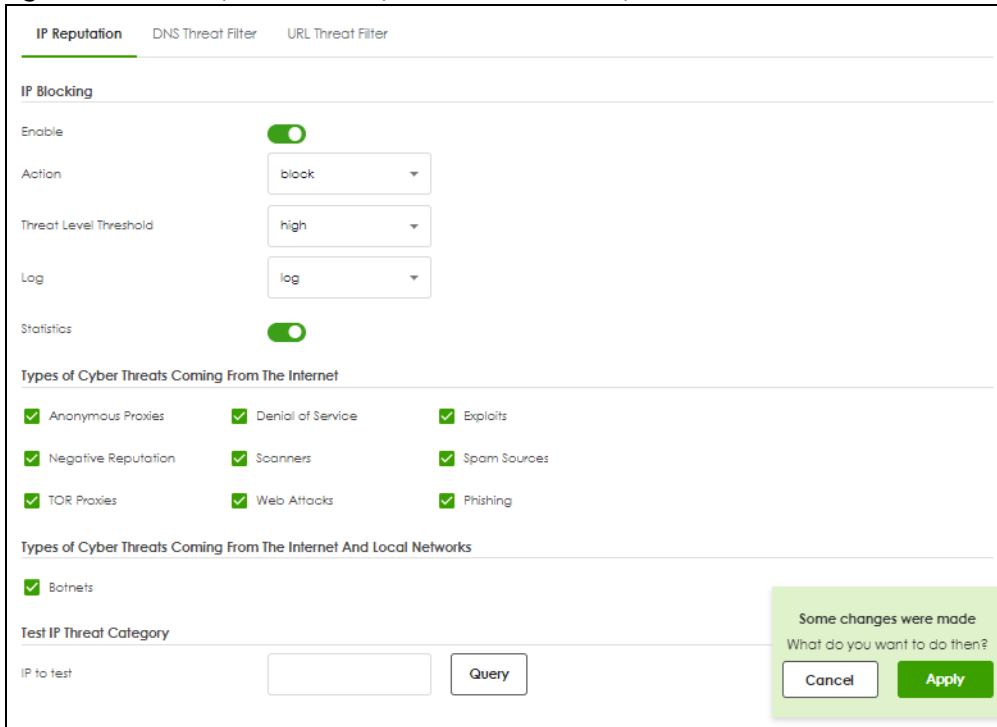 IP Reputation DNS Threat Filter URL Threat Filter
IP Blocking
Enable
Action block
Threat Level Threshold high
Log log
Statistics
Types of Cyber Threats Coming From The Internet
Anonymous Proxies Denial of Service Exploits
Negative Reputation Scanners Spam Sources
TOR Proxies Web Attacks Phishing
Types of Cyber Threats Coming From The Internet And Local Networks
Botnets
Test IP Threat Category
IP to test Query
Some changes were made
What do you want to do then?
Cancel Apply